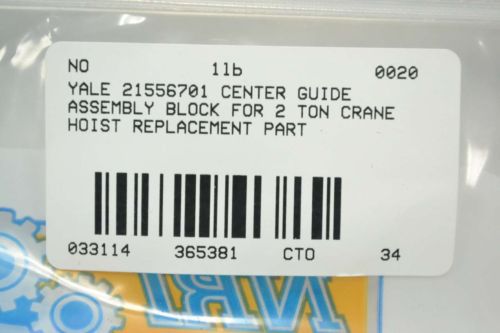 NO 1lb 0020
YALE 21556701 CENTER GUIDE
ASSEMBLY BLOCK FOR 2 TON CRANE
HOIST REPLACEMENT PART
033114 365381 CTO 34